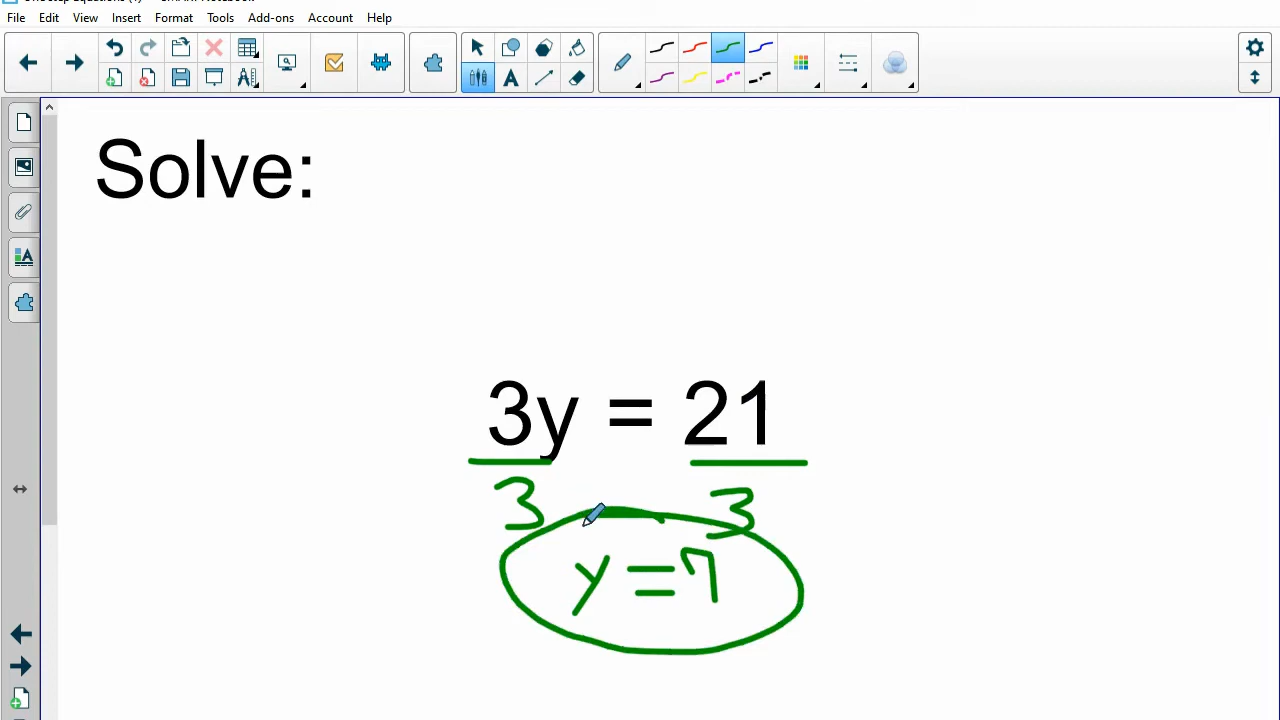 File Edit View Insert Format Tools Add-ons Account Help
Solve:
3y = 21
3 3
y = 7